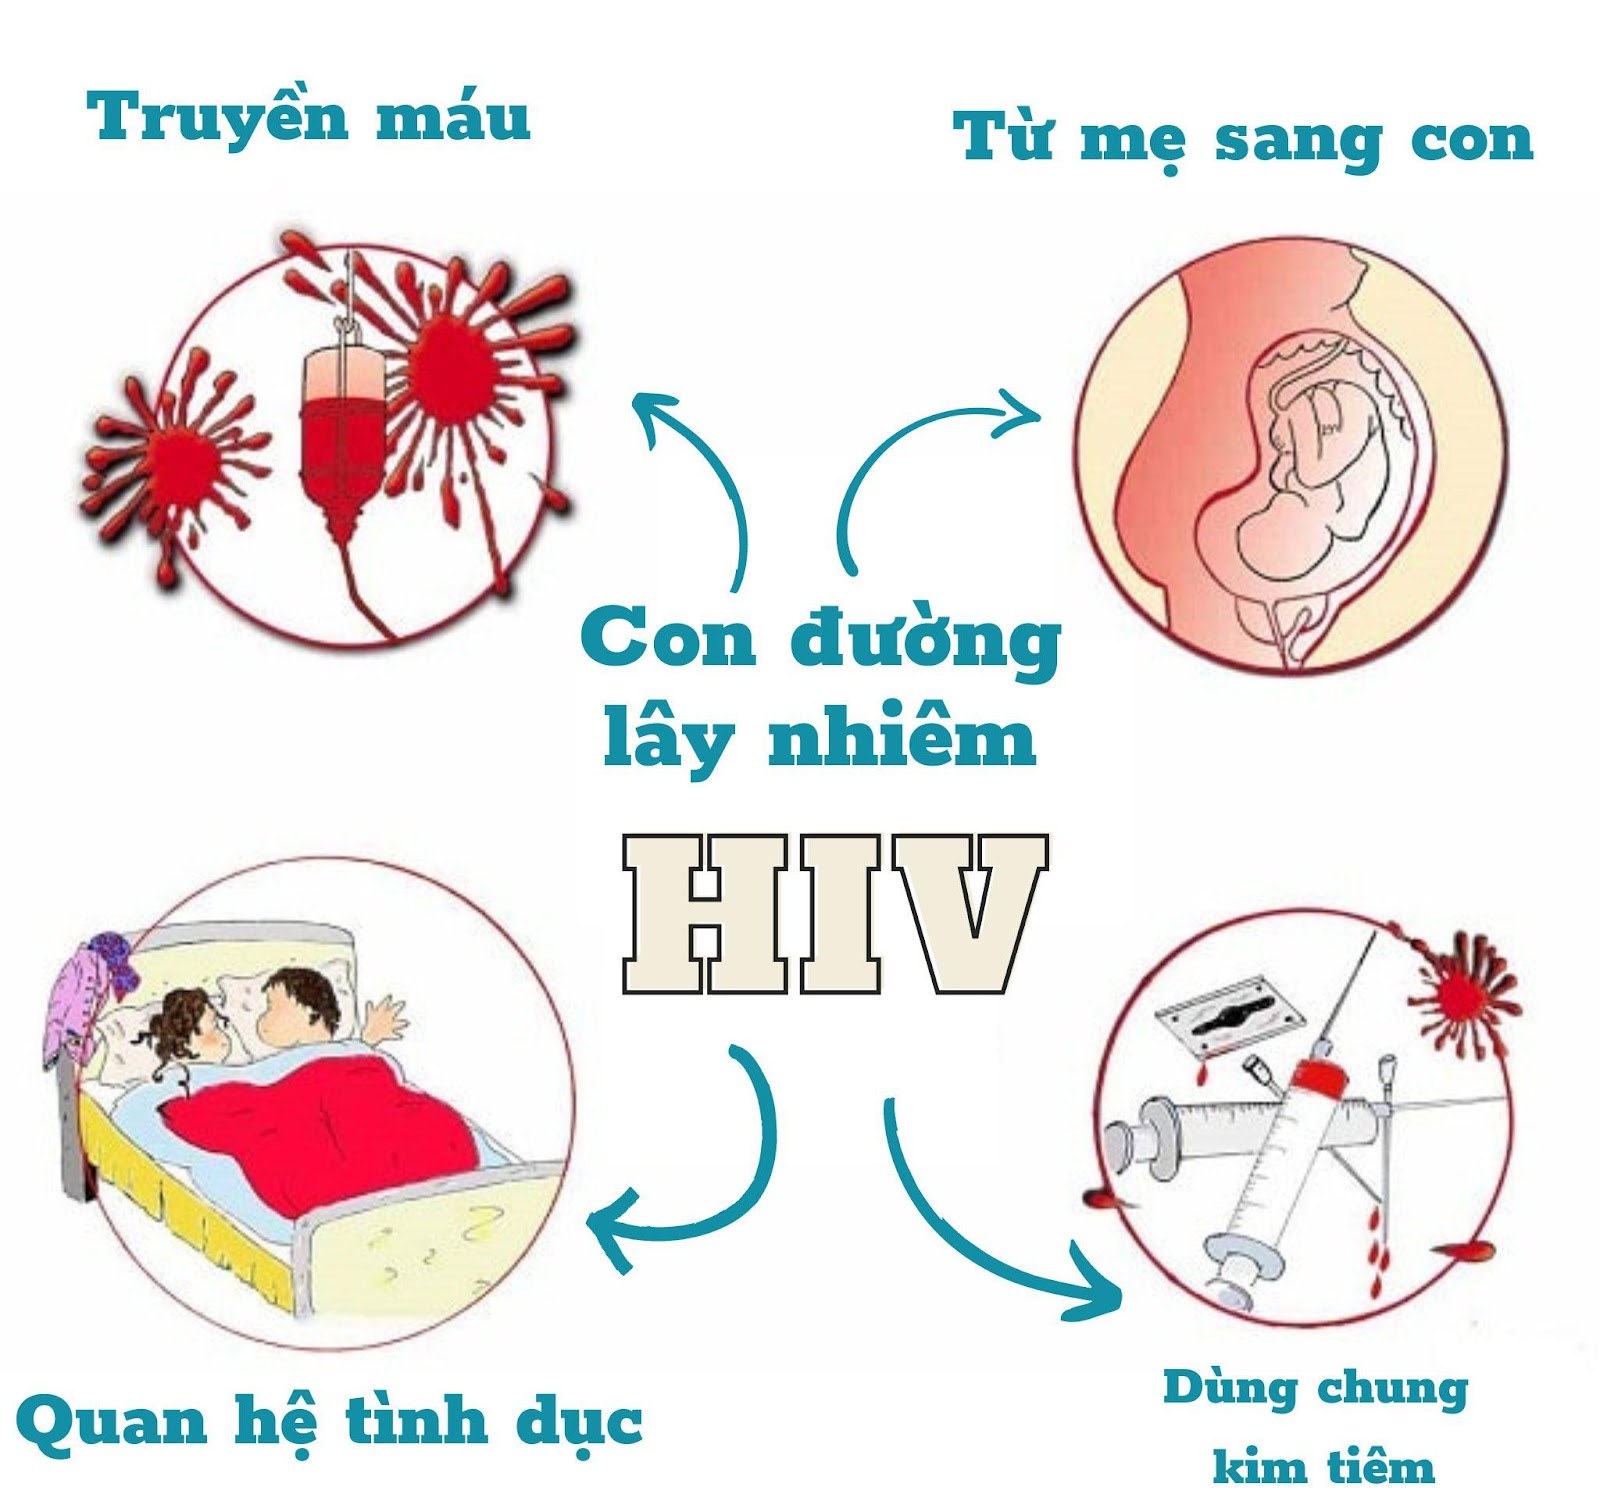 Truyền máu
Từ mẹ sang con
Con đường
lây nhiêm
HIV
Quan hệ tình dục
Dùng chung
kim tiêm